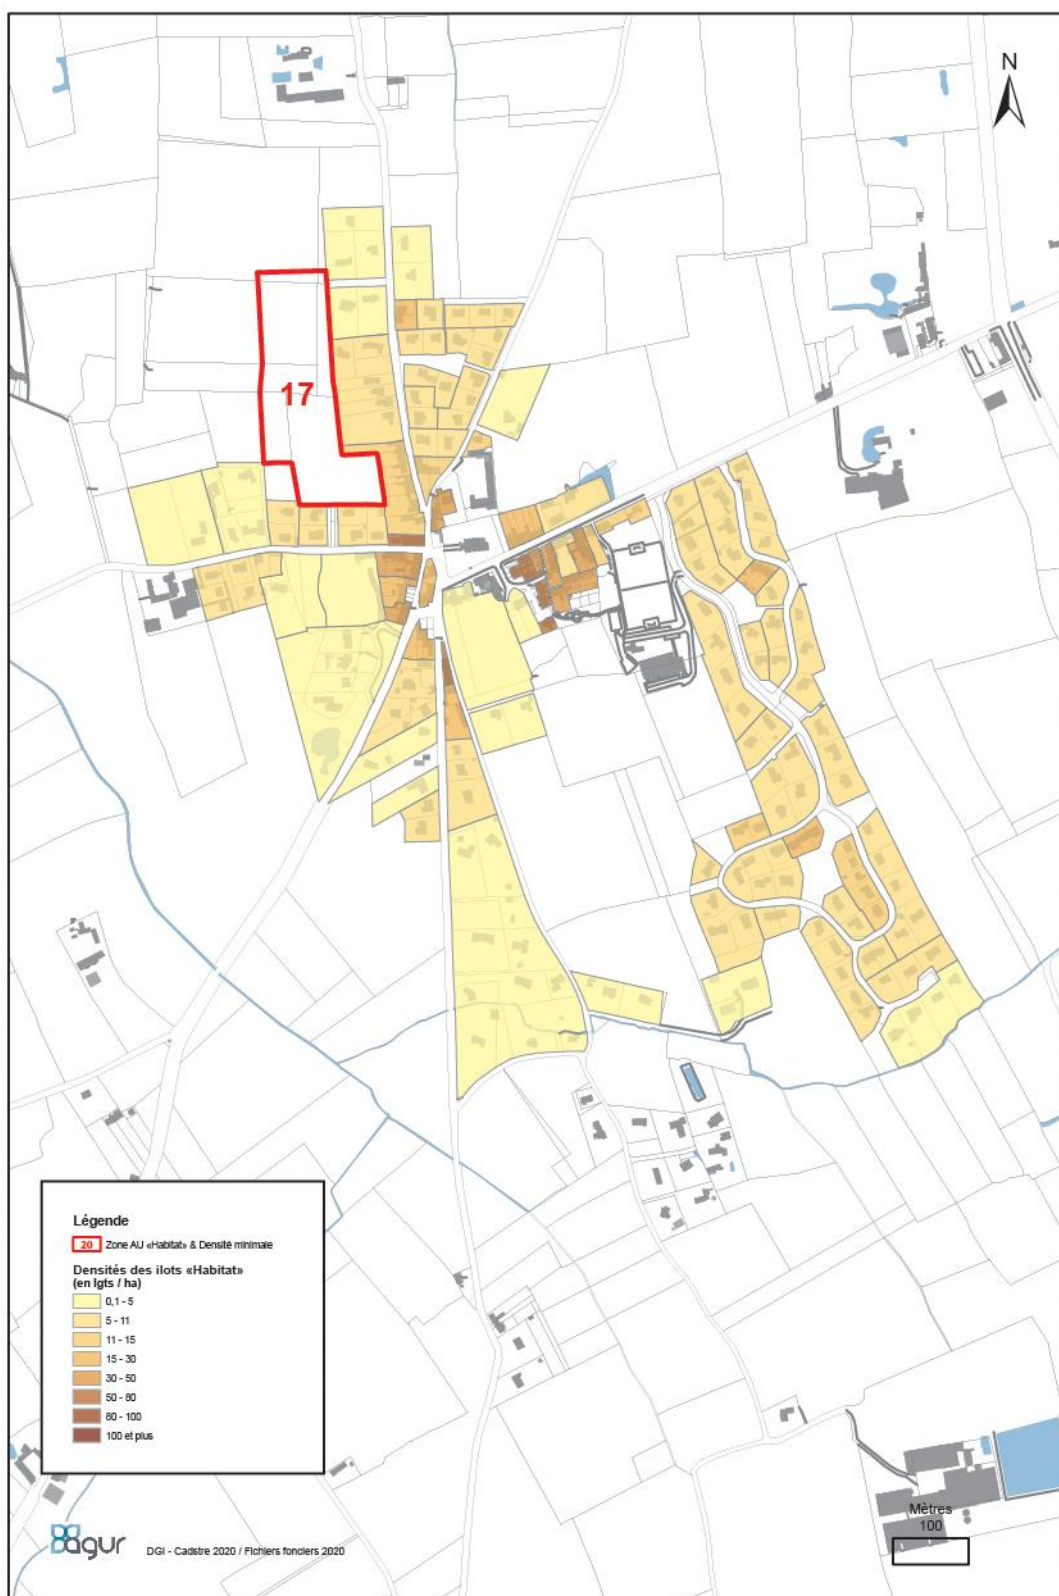 N
17
Légende
20 Zone AU «Habitat» & Densité minimale
Densités des ilots «Habitat»
(en lgts / ha)
0,1 - 5
5 - 11
11 - 15
15 - 30
30 - 50
50 - 80
80 - 100
100 et plus
Mètres
100
agur
DGI - Cadstre 2020 / Fichiers fonciers 2020